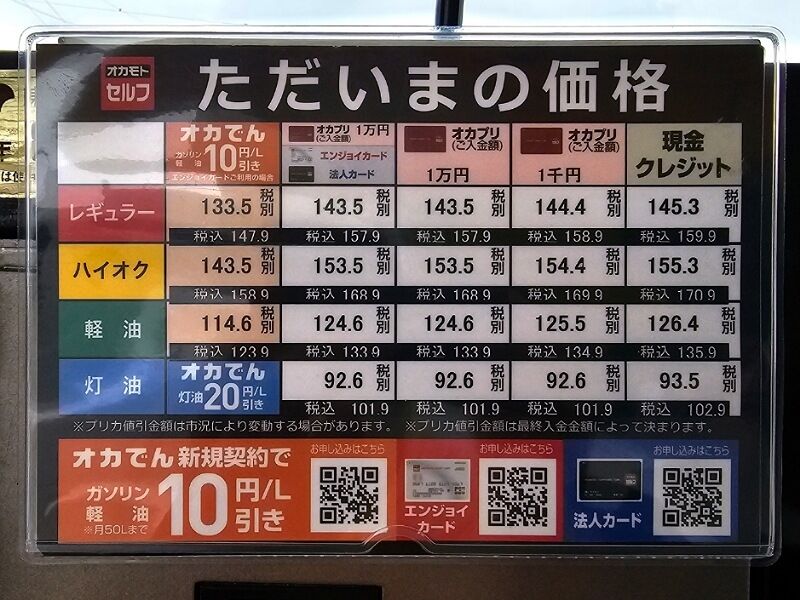 オカモト
セルフ
ただいまの価格
オカでん
ガソリン
軽油
10円/L
引き
エンジョイカードご利用の場合
オカプリ 1万円
(ご入金額)
エンジョイカード
法人カード
オカプリ
(ご入金額)
1万円
オカプリ
(ご入金額)
1千円
現金
クレジット
レギュラー 133.5 税別 143.5 税別 143.5 税別 144.4 税別 145.3 税別
税込 147.9 税込 157.9 税込 157.9 税込 158.9 税込 159.9
ハイオク 143.5 税別 153.5 税別 153.5 税別 154.4 税別 155.3 税別
税込 158.9 税込 168.9 税込 168.9 税込 169.9 税込 170.9
軽油 114.6 税別 124.6 税別 124.6 税別 125.5 税別 126.4 税別
税込 123.9 税込 133.9 税込 133.9 税込 134.9 税込 135.9
灯油 オカでん 92.6 税別 92.6 税別 92.6 税別 93.5 税別
灯油20円/L引き 税込 101.9 税込 101.9 税込 101.9 税込 102.9
※プリカ値引金額は市況により変動する場合があります。 ※プリカ値引金額は最終入金金額によって決まります。
オカでん新規契約で
ガソリン
軽油
※月50Lまで
10円/L
引き
お申し込みはこちら
エンジョイ
カード
お申し込みはこちら
法人カード
お申し込みはこちら